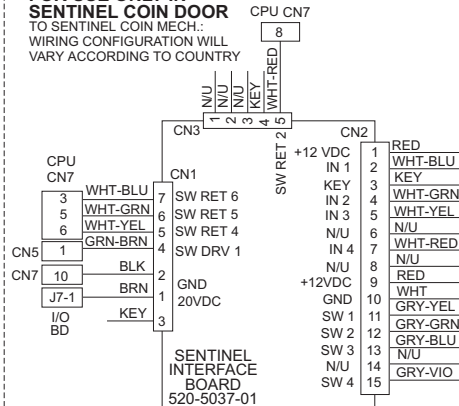 SENTINEL COIN DOOR
TO SENTINEL COIN MECH.:
WIRING CONFIGURATION WILL
VARY ACCORDING TO COUNTRY
CPU CN7
8
WHT-RED
N/U
N/U
N/U
KEY
1 2 2 3 4 5
CN3
SW RET 2
CPU
CN7
3 WHT-BLU 7 SW RET 6
5 WHT-GRN 6 SW RET 5
6 WHT-YEL 5 SW RET 4
CN5 1 GRN-BRN 4 SW DRV 1
CN7 10 BLK 2 GND
J7-1 BRN 1 20VDC
I/O
BD
KEY 3
CN1
SENTINEL
INTERFACE
BOARD
520-5037-01
CN2
+12 VDC 1 RED
IN 1 2 WHT-BLU
KEY 3 KEY
IN 2 4 WHT-GRN
IN 3 5 WHT-YEL
N/U 6 N/U
IN 4 7 WHT-RED
N/U 8 N/U
+12VDC 9 RED
GND 10 WHT
SW 1 11 GRY-YEL
SW 2 12 GRY-GRN
SW 3 13 GRY-BLU
N/U 14 N/U
SW 4 15 GRY-VIO